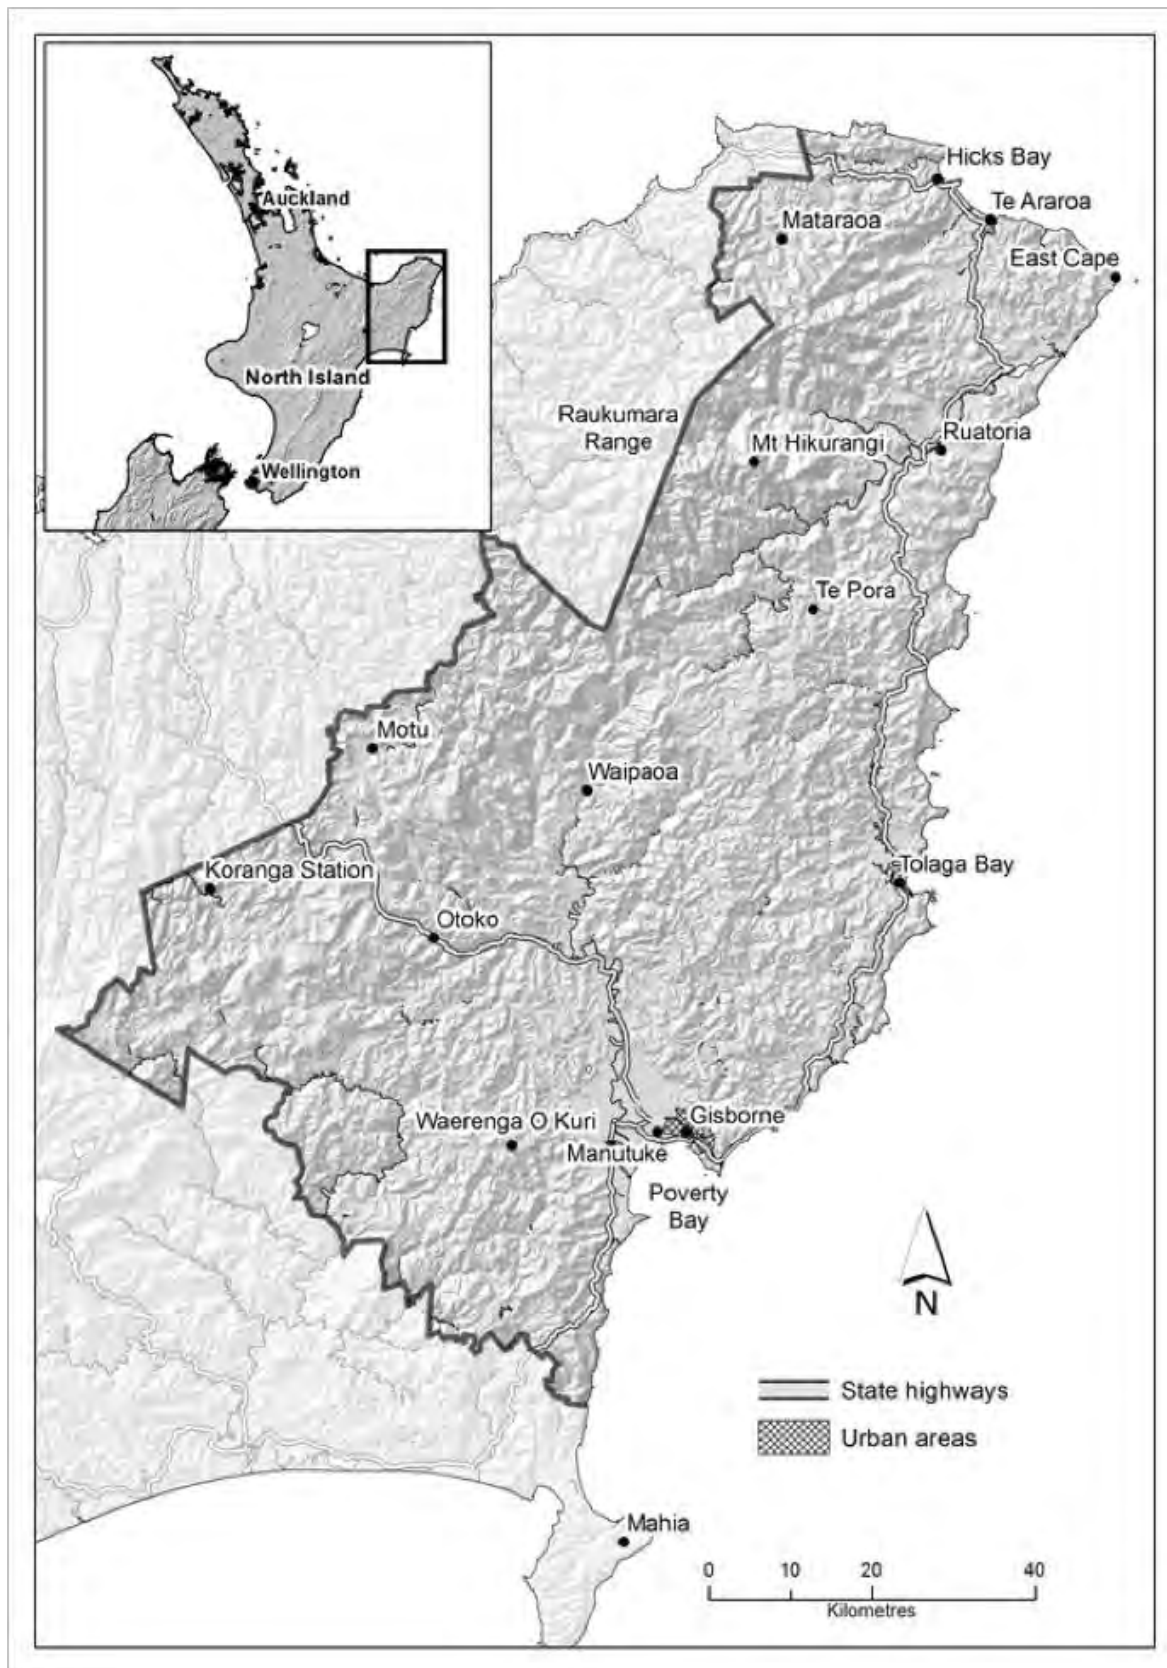 Auckland
North Island
Wellington
Hicks Bay
Te Araroa
Mataraoa
East Cape
Raukumara
Range
Mt Hikurangi
Ruatoria
Te Pora
Motu
Waipaoa
Koranga Station
Tolaga Bay
Otoko
Waerenga O Kuri
Gisborne
Manutuke
Poverty
Bay
N
State highways
Urban areas
Mahia
0 10 20 40
Kilometres